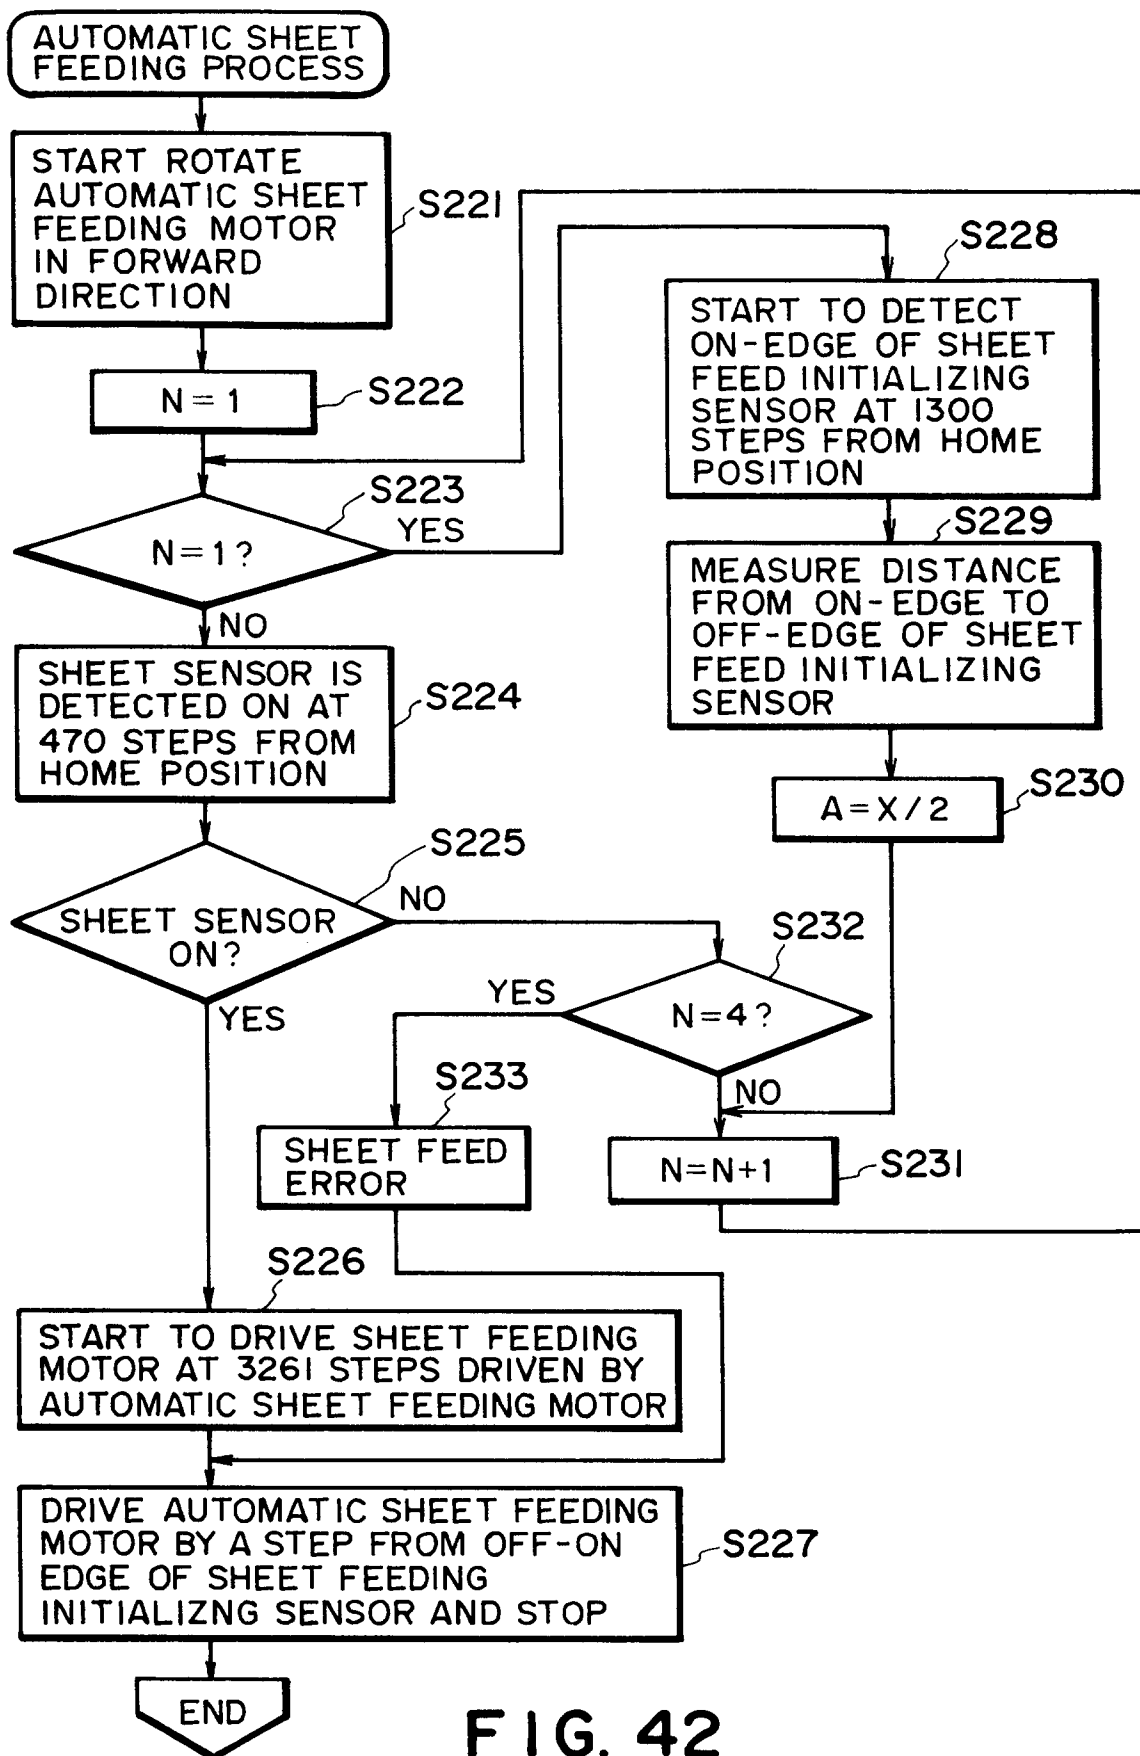 AUTOMATIC SHEET
FEEDING PROCESS
START ROTATE
AUTOMATIC SHEET
FEEDING MOTOR
IN FORWARD
DIRECTION
S221
N=1
S222
S223
N=1?
YES
NO
SHEET SENSOR IS
DETECTED ON AT
470 STEPS FROM
HOME POSITION
S224
S225
SHEET SENSOR
ON?
NO
YES
S228
START TO DETECT
ON-EDGE OF SHEET
FEED INITIALIZING
SENSOR AT 1300
STEPS FROM HOME
POSITION
S229
MEASURE DISTANCE
FROM ON-EDGE TO
OFF-EDGE OF SHEET
FEED INITIALIZING
SENSOR
S230
A=X/2
S232
N=4?
YES
NO
S233
SHEET FEED
ERROR
N=N+1
S231
S226
START TO DRIVE SHEET FEEDING
MOTOR AT 3261 STEPS DRIVEN BY
AUTOMATIC SHEET FEEDING MOTOR
DRIVE AUTOMATIC SHEET FEEDING
MOTOR BY A STEP FROM OFF-ON
EDGE OF SHEET FEEDING
INITIALIZNG SENSOR AND STOP
S227
END
FIG. 42